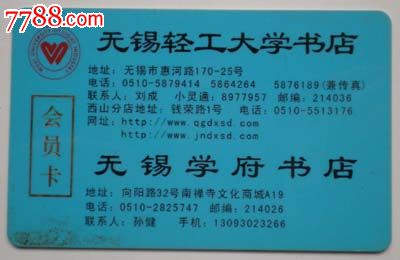 7788.com
无锡轻工大学书店
地址：无锡市惠河路170-25号
电话：0510-5879414 5864264 5876189(兼传真)
联系人：刘成 小灵通：8977957 邮编：214036
西山分店地址：钱荣路1号 电话：0510-5513176
网址：http://www.qgdxsd.com
http://www.jndxsd.com
会员卡
无锡学府书店
地址：向阳路32号南禅寺文化商城A19
电话：0510-2825747 邮编：214026
联系人：孙健 手机：13093023266